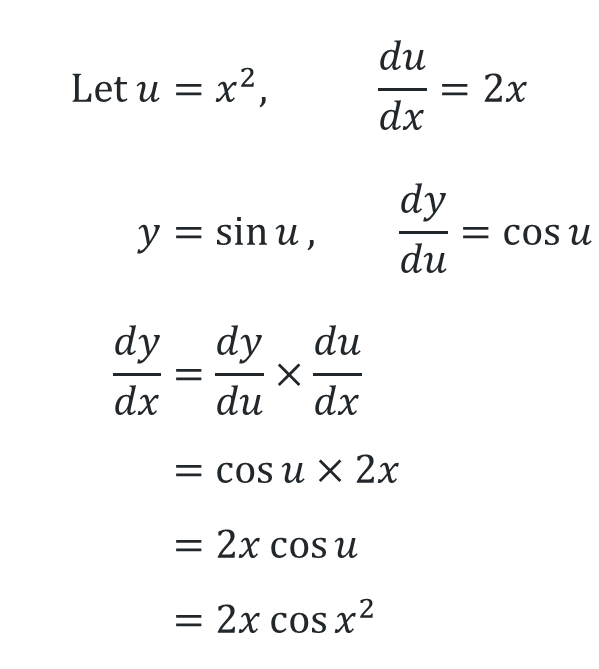 Let u = x², du/dx = 2x
y = sin u , dy/du = cos u
dy/dx = dy/du × du/dx
= cos u × 2x
= 2x cos u
= 2x cos x²